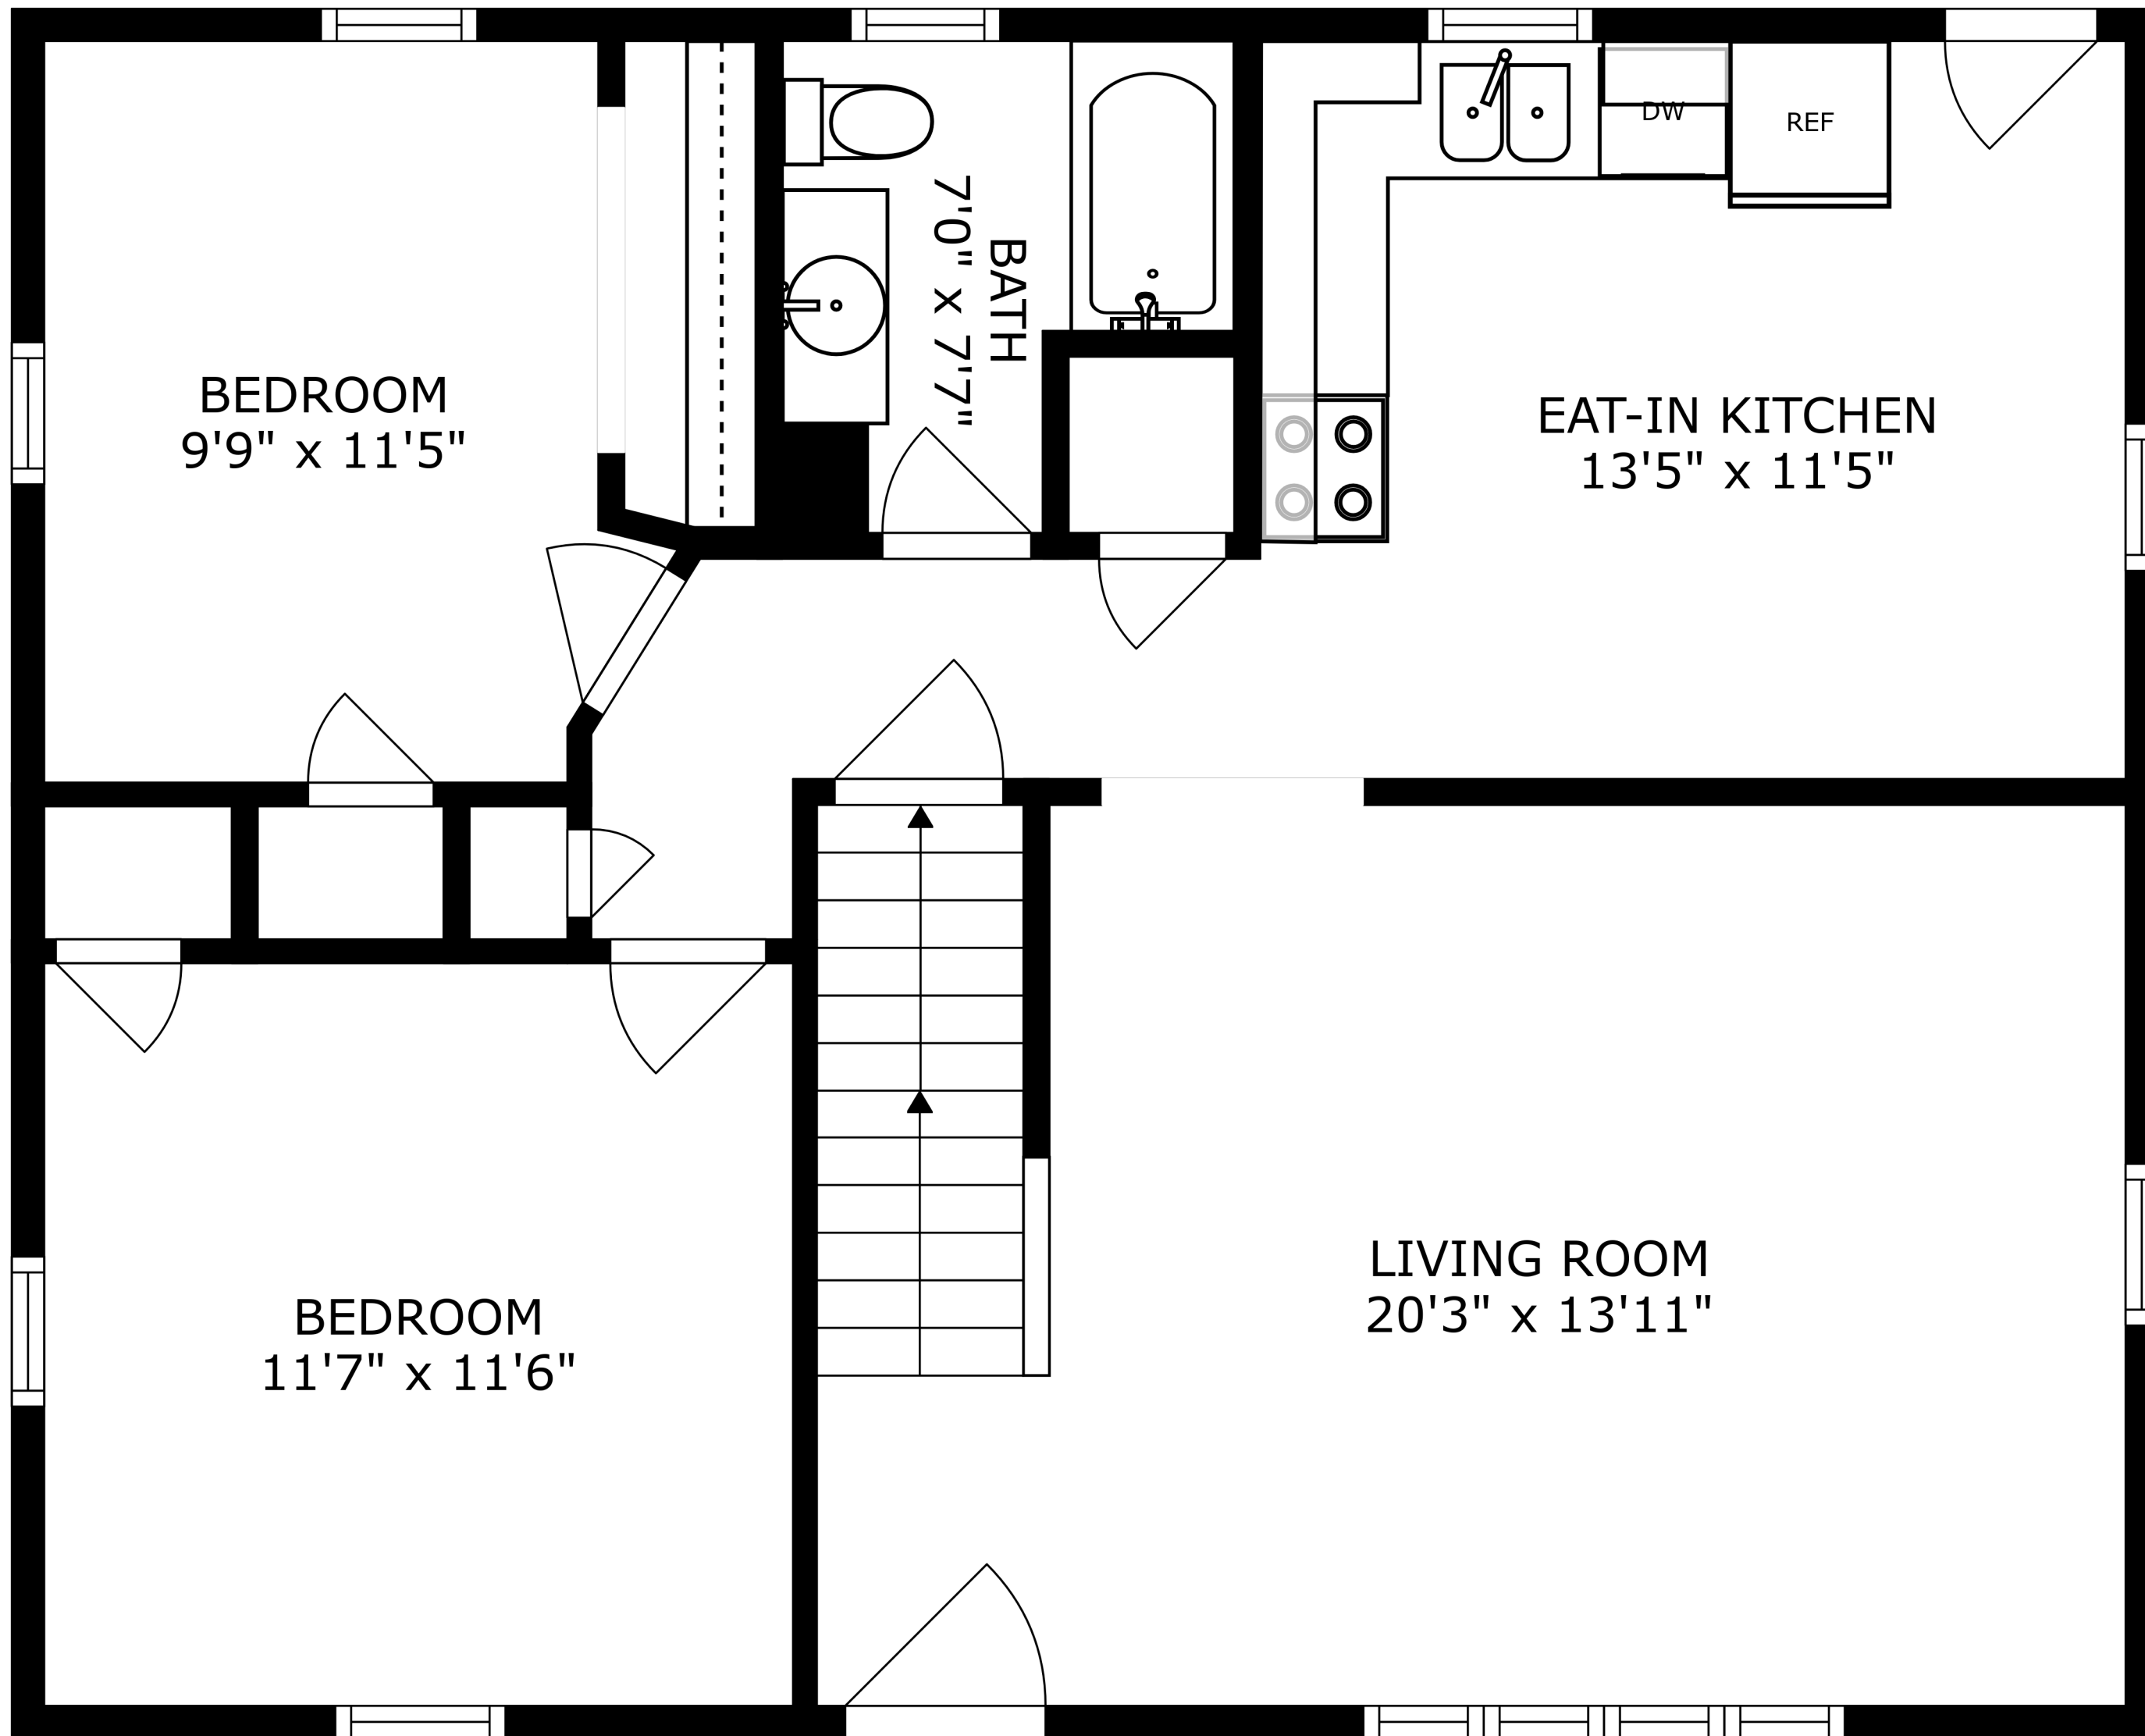 BATH
7'0" x 7'7"
DW
REF
BEDROOM
9'9" x 11'5"
EAT-IN KITCHEN
13'5" x 11'5"
LIVING ROOM
20'3" x 13'11"
BEDROOM
11'7" x 11'6"